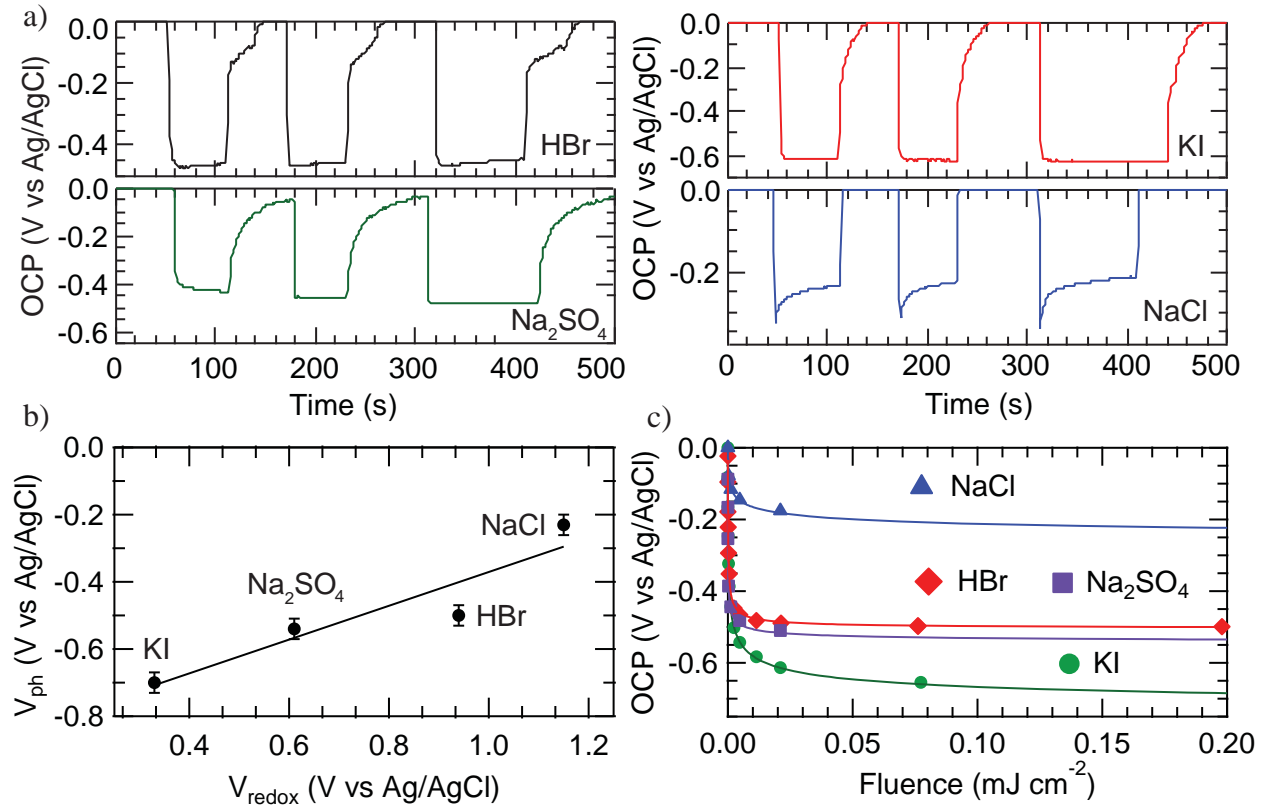 a)
OCP (V vs Ag/AgCl)
0.0
-0.2
-0.4
HBr
0.0
-0.2
-0.4
-0.6
Na₂SO₄
0 100 200 300 400 500
Time (s)
OCP (V vs Ag/AgCl)
0.0
-0.2
-0.4
-0.6
KI
0.0
-0.2
NaCl
0 100 200 300 400 500
Time (s)
b)
V_ph (V vs Ag/AgCl)
0.0
-0.2
-0.4
-0.6
-0.8
KI
Na₂SO₄
NaCl
HBr
0.4 0.6 0.8 1.0 1.2
V_redox (V vs Ag/AgCl)
c)
OCP (V vs Ag/AgCl)
0.0
-0.2
-0.4
-0.6
NaCl
HBr Na₂SO₄
KI
0.00 0.05 0.10 0.15 0.20
Fluence (mJ cm⁻²)